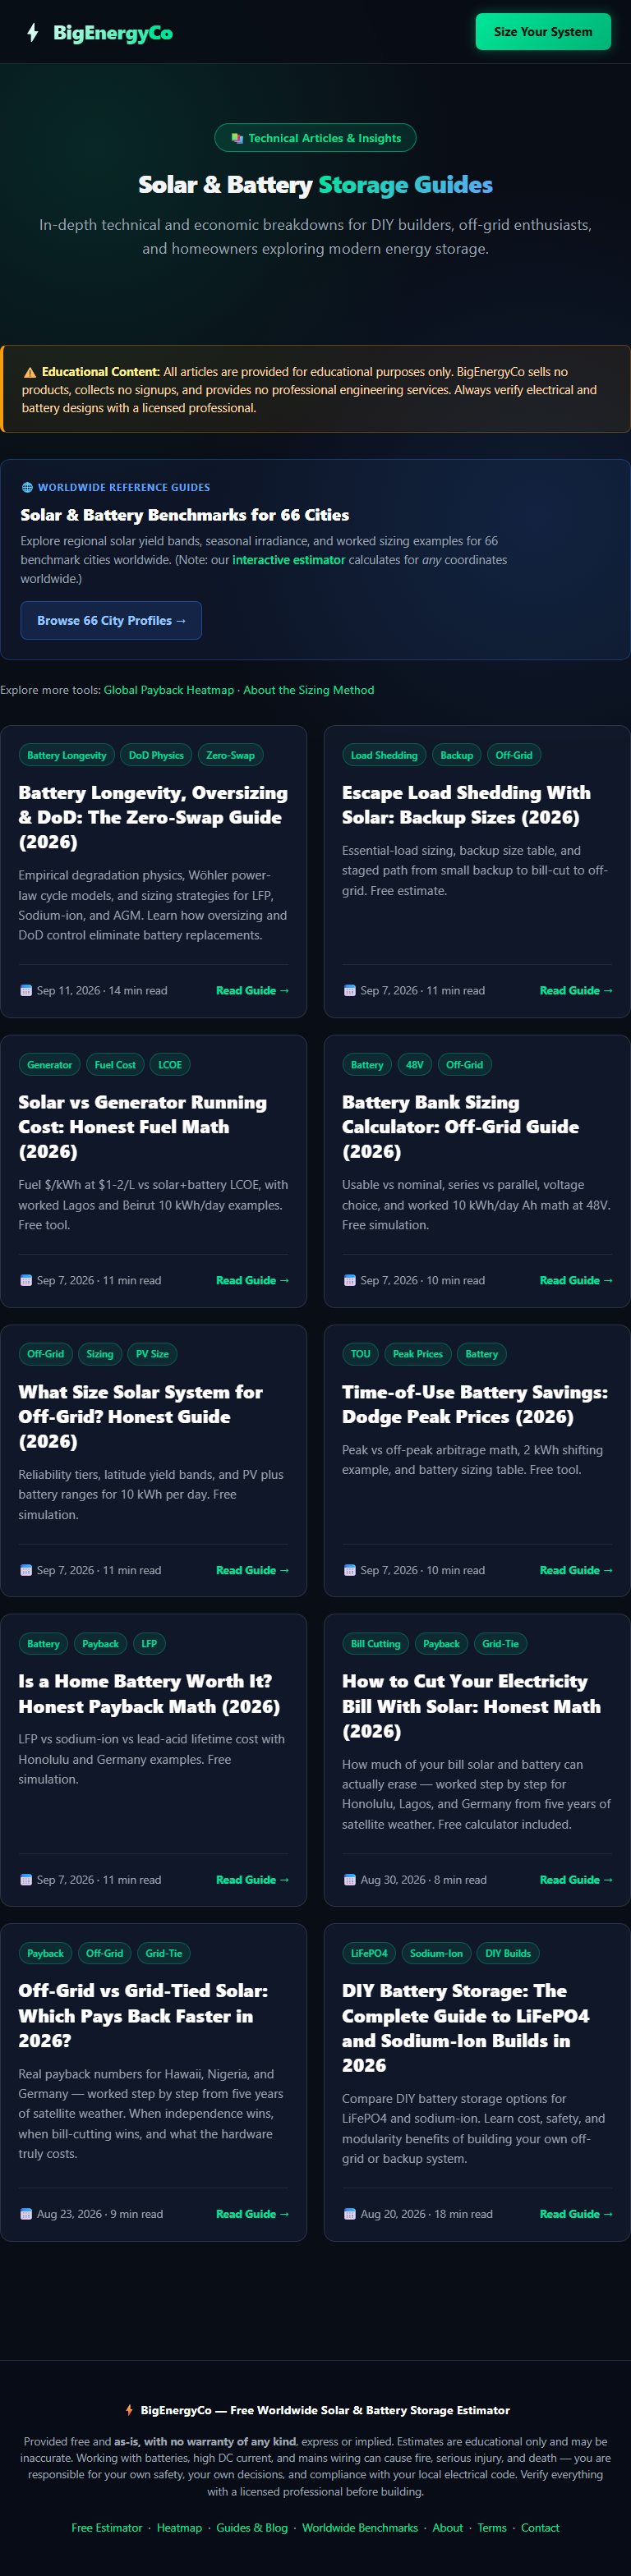 BigEnergyCo
Size Your System
Technical Articles & Insights
Solar & Battery Storage Guides
In-depth technical and economic breakdowns for DIY builders, off-grid enthusiasts,
and homeowners exploring modern energy storage.
Educational Content: All articles are provided for educational purposes only. BigEnergyCo sells no
products, collects no signups, and provides no professional engineering services. Always verify electrical and
battery designs with a licensed professional.
WORLDWIDE REFERENCE GUIDES
Solar & Battery Benchmarks for 66 Cities
Explore regional solar yield bands, seasonal irradiance, and worked sizing examples for 66
benchmark cities worldwide. (Note: our interactive estimator calculates for any coordinates
worldwide.)
Browse 66 City Profiles →
Explore more tools: Global Payback Heatmap · About the Sizing Method
Battery Longevity DoD Physics Zero-Swap
Battery Longevity, Oversizing
& DoD: The Zero-Swap Guide
(2026)
Empirical degradation physics, Wöhler power-
law cycle models, and sizing strategies for LFP,
Sodium-ion, and AGM. Learn how oversizing and
DoD control eliminate battery replacements.
Sep 11, 2026 · 14 min read Read Guide →
Load Shedding Backup Off-Grid
Escape Load Shedding With
Solar: Backup Sizes (2026)
Essential-load sizing, backup size table, and
staged path from small backup to bill-cut to off-
grid. Free estimate.
Sep 7, 2026 · 11 min read Read Guide →
Generator Fuel Cost LCOE
Solar vs Generator Running
Cost: Honest Fuel Math
(2026)
Fuel $/kWh at $1-2/L vs solar+battery LCOE, with
worked Lagos and Beirut 10 kWh/day examples.
Free tool.
Sep 7, 2026 · 11 min read Read Guide →
Battery 48V Off-Grid
Battery Bank Sizing
Calculator: Off-Grid Guide
(2026)
Usable vs nominal, series vs parallel, voltage
choice, and worked 10 kWh/day Ah math at 48V.
Free simulation.
Sep 7, 2026 · 10 min read Read Guide →
Off-Grid Sizing PV Size
What Size Solar System for
Off-Grid? Honest Guide
(2026)
Reliability tiers, latitude yield bands, and PV plus
battery ranges for 10 kWh per day. Free
simulation.
Sep 7, 2026 · 11 min read Read Guide →
TOU Peak Prices Battery
Time-of-Use Battery Savings:
Dodge Peak Prices (2026)
Peak vs off-peak arbitrage math, 2 kWh shifting
example, and battery sizing table. Free tool.
Sep 7, 2026 · 10 min read Read Guide →
Battery Payback LFP
Is a Home Battery Worth It?
Honest Payback Math (2026)
LFP vs sodium-ion vs lead-acid lifetime cost with
Honolulu and Germany examples. Free
simulation.
Sep 7, 2026 · 11 min read Read Guide →
Bill Cutting Payback Grid-Tie
How to Cut Your Electricity
Bill With Solar: Honest Math
(2026)
How much of your bill solar and battery can
actually erase — worked step by step for
Honolulu, Lagos, and Germany from five years of
satellite weather. Free calculator included.
Aug 30, 2026 · 8 min read Read Guide →
Payback Off-Grid Grid-Tie
Off-Grid vs Grid-Tied Solar:
Which Pays Back Faster in
2026?
Real payback numbers for Hawaii, Nigeria, and
Germany — worked step by step from five years
of satellite weather. When independence wins,
when bill-cutting wins, and what the hardware
truly costs.
Aug 23, 2026 · 9 min read Read Guide →
LiFePO4 Sodium-Ion DIY Builds
DIY Battery Storage: The
Complete Guide to LiFePO4
and Sodium-Ion Builds in
2026
Compare DIY battery storage options for
LiFePO4 and sodium-ion. Learn cost, safety, and
modularity benefits of building your own off-
grid or backup system.
Aug 20, 2026 · 18 min read Read Guide →
BigEnergyCo — Free Worldwide Solar & Battery Storage Estimator
Provided free and as-is, with no warranty of any kind, express or implied. Estimates are educational only and may be
inaccurate. Working with batteries, high DC current, and mains wiring can cause fire, serious injury, and death — you are
responsible for your own safety, your own decisions, and compliance with your local electrical code. Verify everything
with a licensed professional before building.
Free Estimator · Heatmap · Guides & Blog · Worldwide Benchmarks · About · Terms · Contact